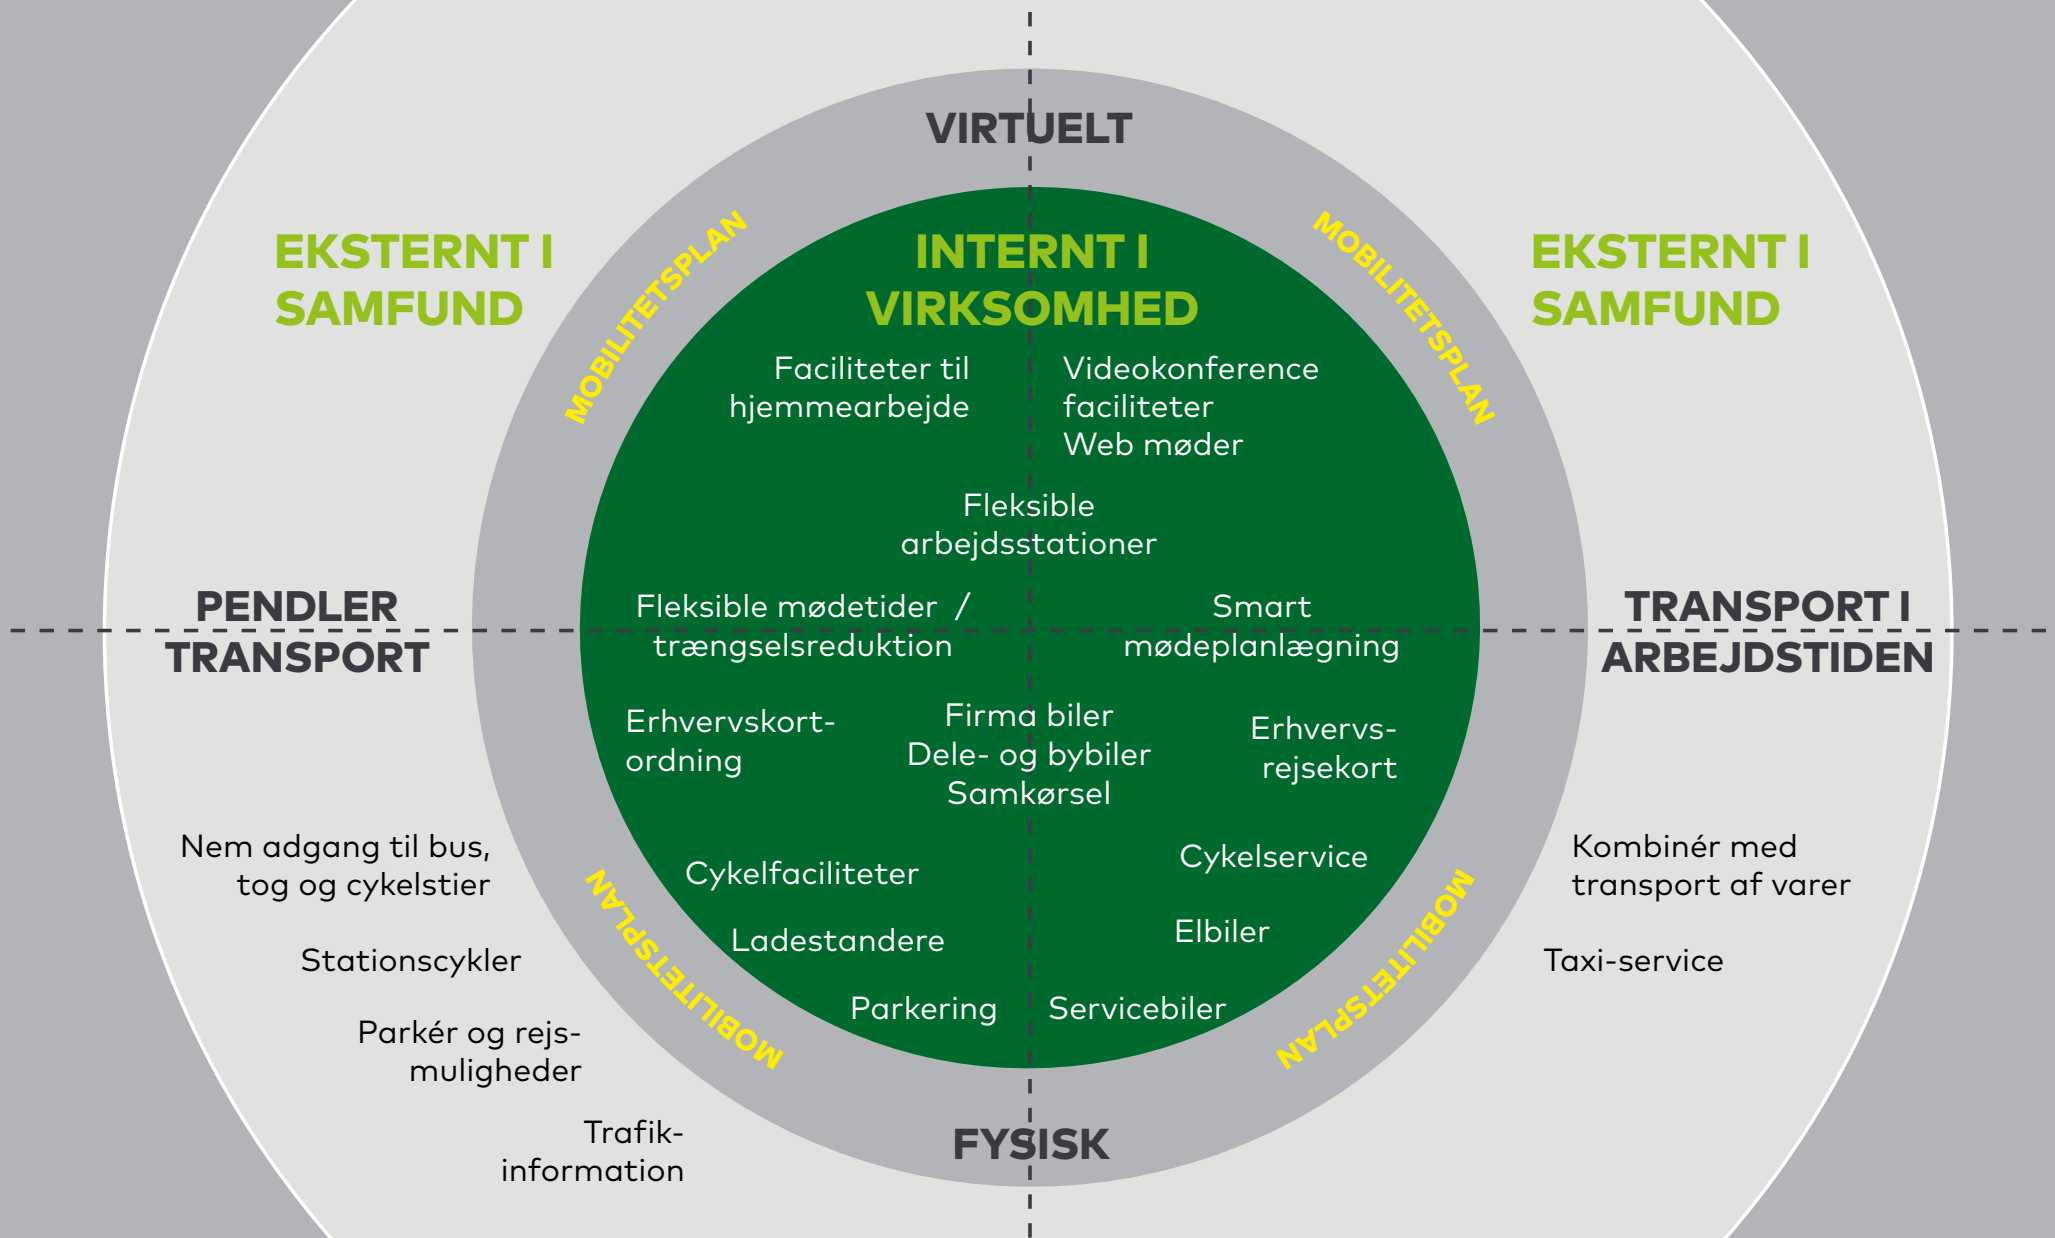 VIRTUELT
MOBILITETSPLAN
MOBILITETSPLAN
EKSTERNT I
SAMFUND
INTERNT I
VIRKSOMHED
EKSTERNT I
SAMFUND
Faciliteter til
hjemmearbejde
Videokonference
faciliteter
Web møder
Fleksible
arbejdsstationer
PENDLER
TRANSPORT
Fleksible mødetider /
trængselsreduktion
Smart
mødeplanlægning
TRANSPORT I
ARBEJDSTIDEN
Erhvervskort-
ordning
Firma biler
Dele- og bybiler
Samkørsel
Erhvervs-
rejsekort
Nem adgang til bus,
tog og cykelstier
Cykelfaciliteter
Cykelservice
Kombinér med
transport af varer
MOBILITETSPLAN
MOBILITETSPLAN
Stationscykler
Ladestandere
Elbiler
Taxi-service
Parkering
Servicebiler
Parkér og rejs-
muligheder
Trafik-
information
FYSISK